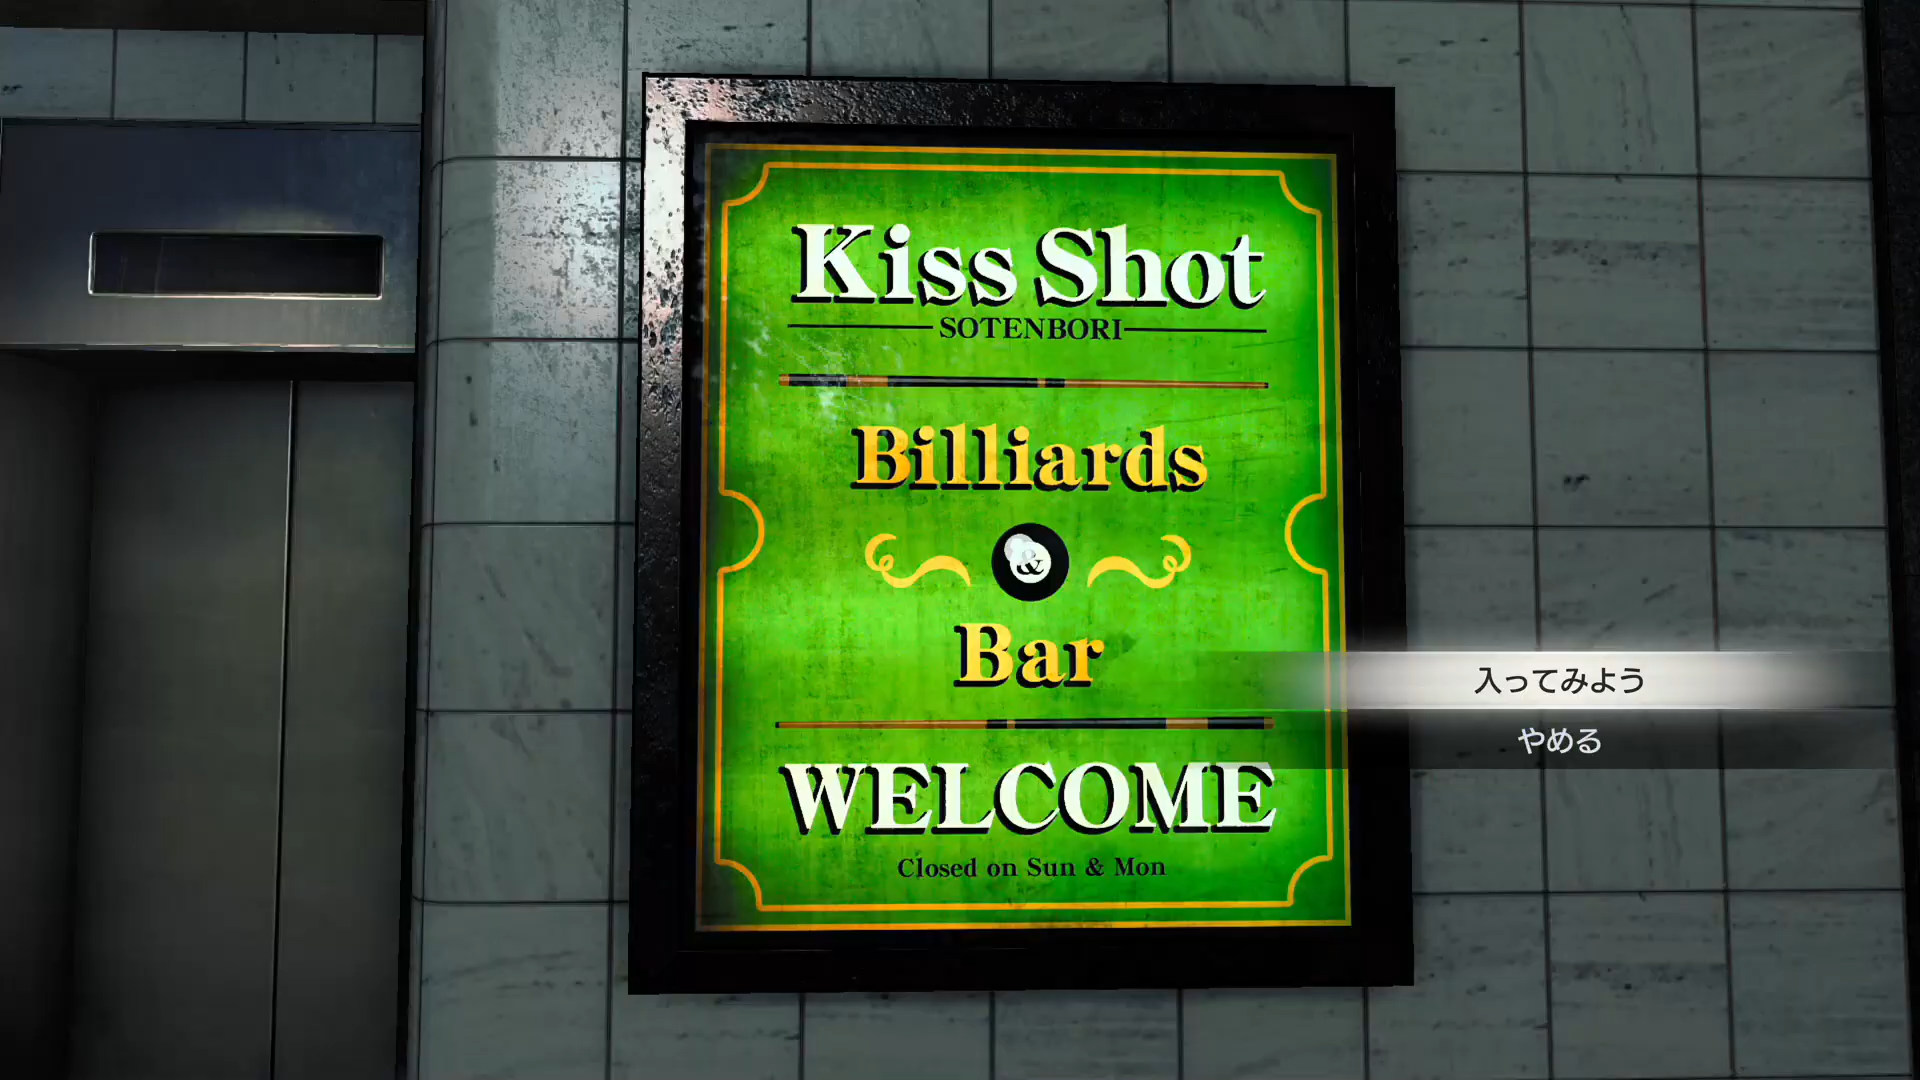 Kiss Shot
SOTENBORI
Billiards
&
Bar
WELCOME
Closed on Sun & Mon
入ってみよう
やめる